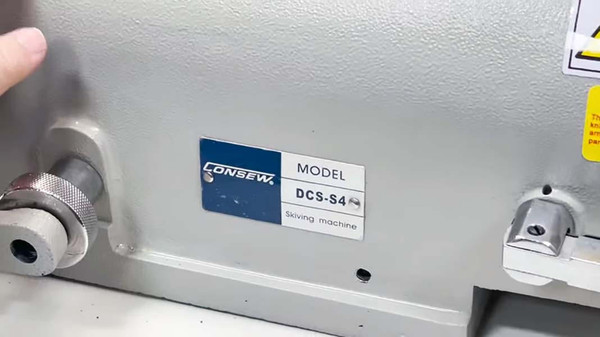 CONSEW®
MODEL
DCS-S4
Skiving machine